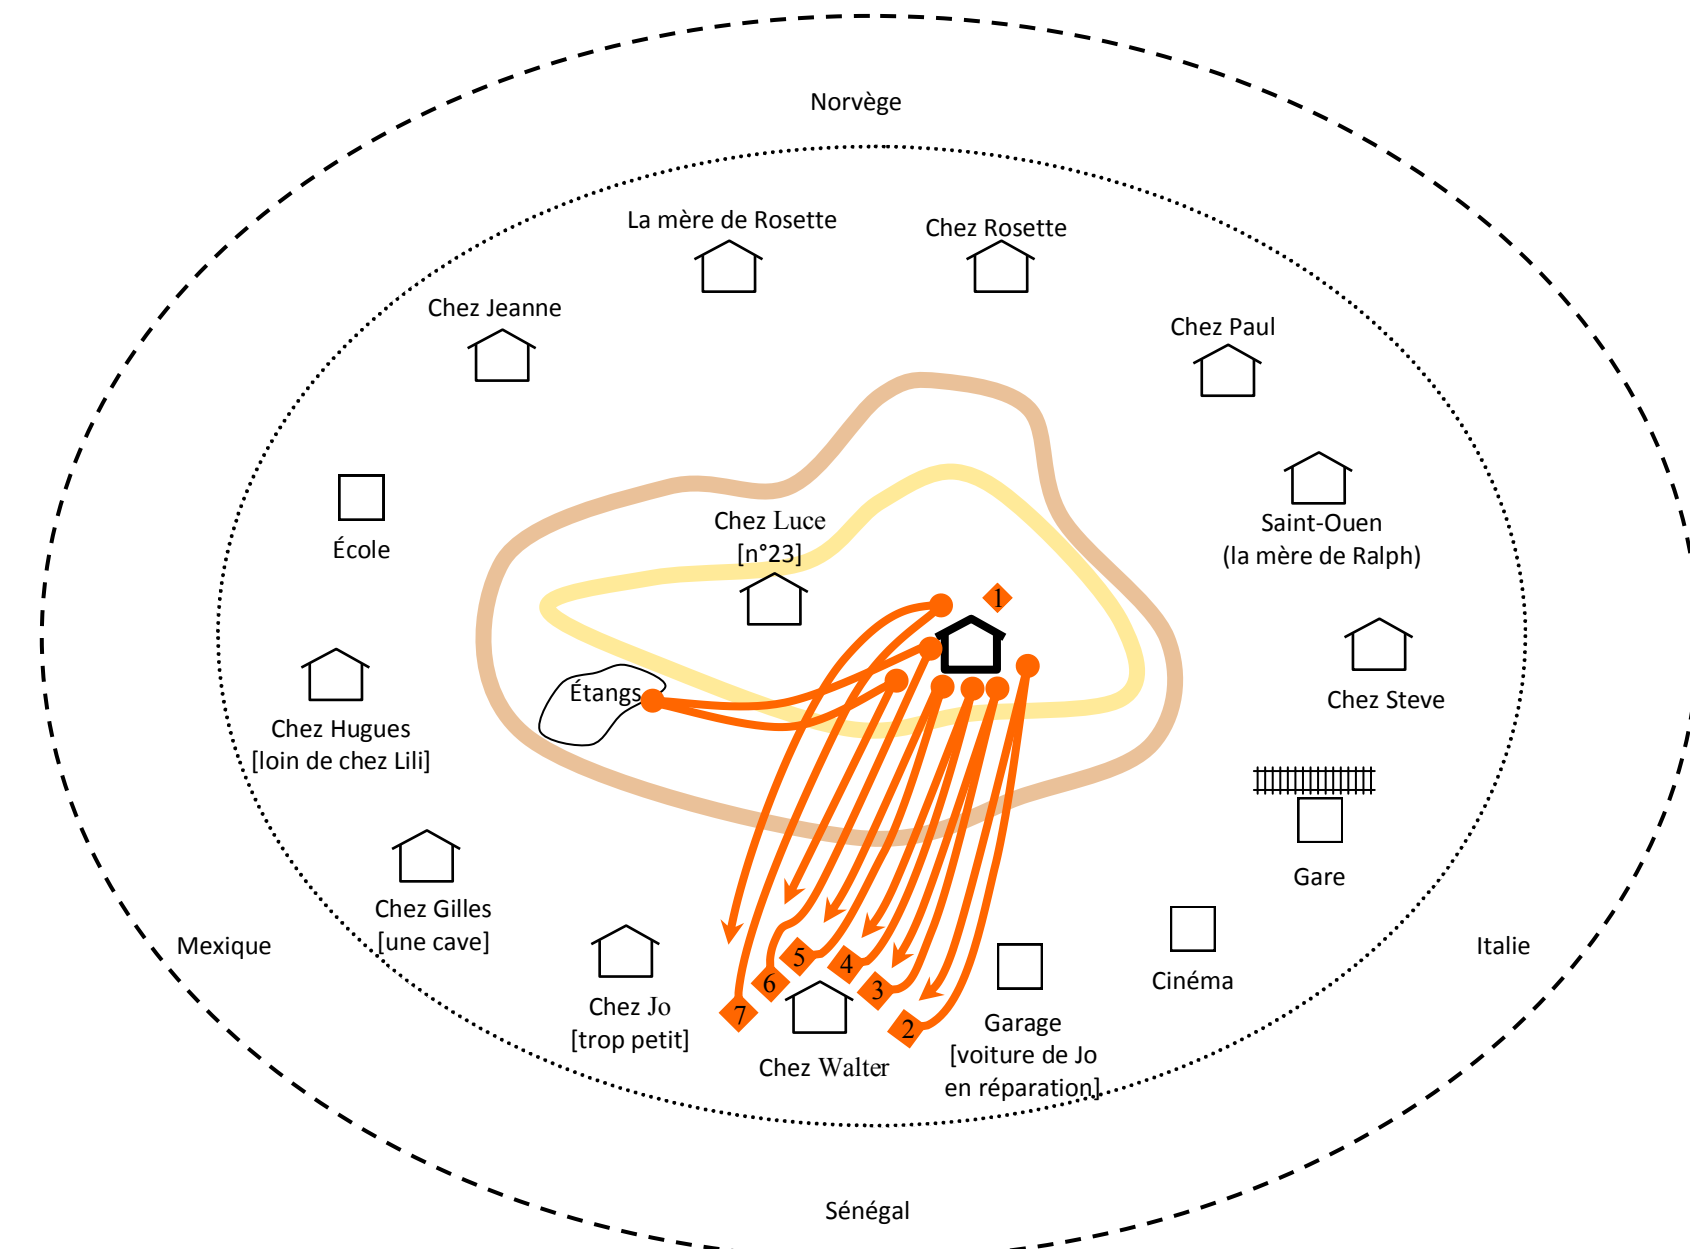 Norvège
La mère de Rosette
Chez Rosette
Chez Jeanne
Chez Paul
École
Chez Luce
[n°23]
Saint-Ouen
(la mère de Ralph)
1
Étangs
Chez Steve
Chez Hugues
[loin de chez Lili]
Gare
Chez Gilles
[une cave]
Mexique
Italie
Cinéma
5
4
6
3
7
2
Chez Jo
[trop petit]
Chez Walter
Garage
[voiture de Jo
en réparation]
Sénégal